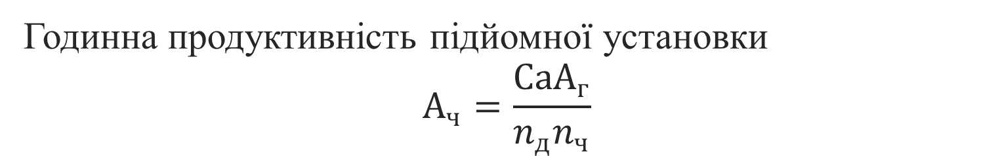 Годинна продуктивність підйомної установки
Aч = CaAг / nдnч